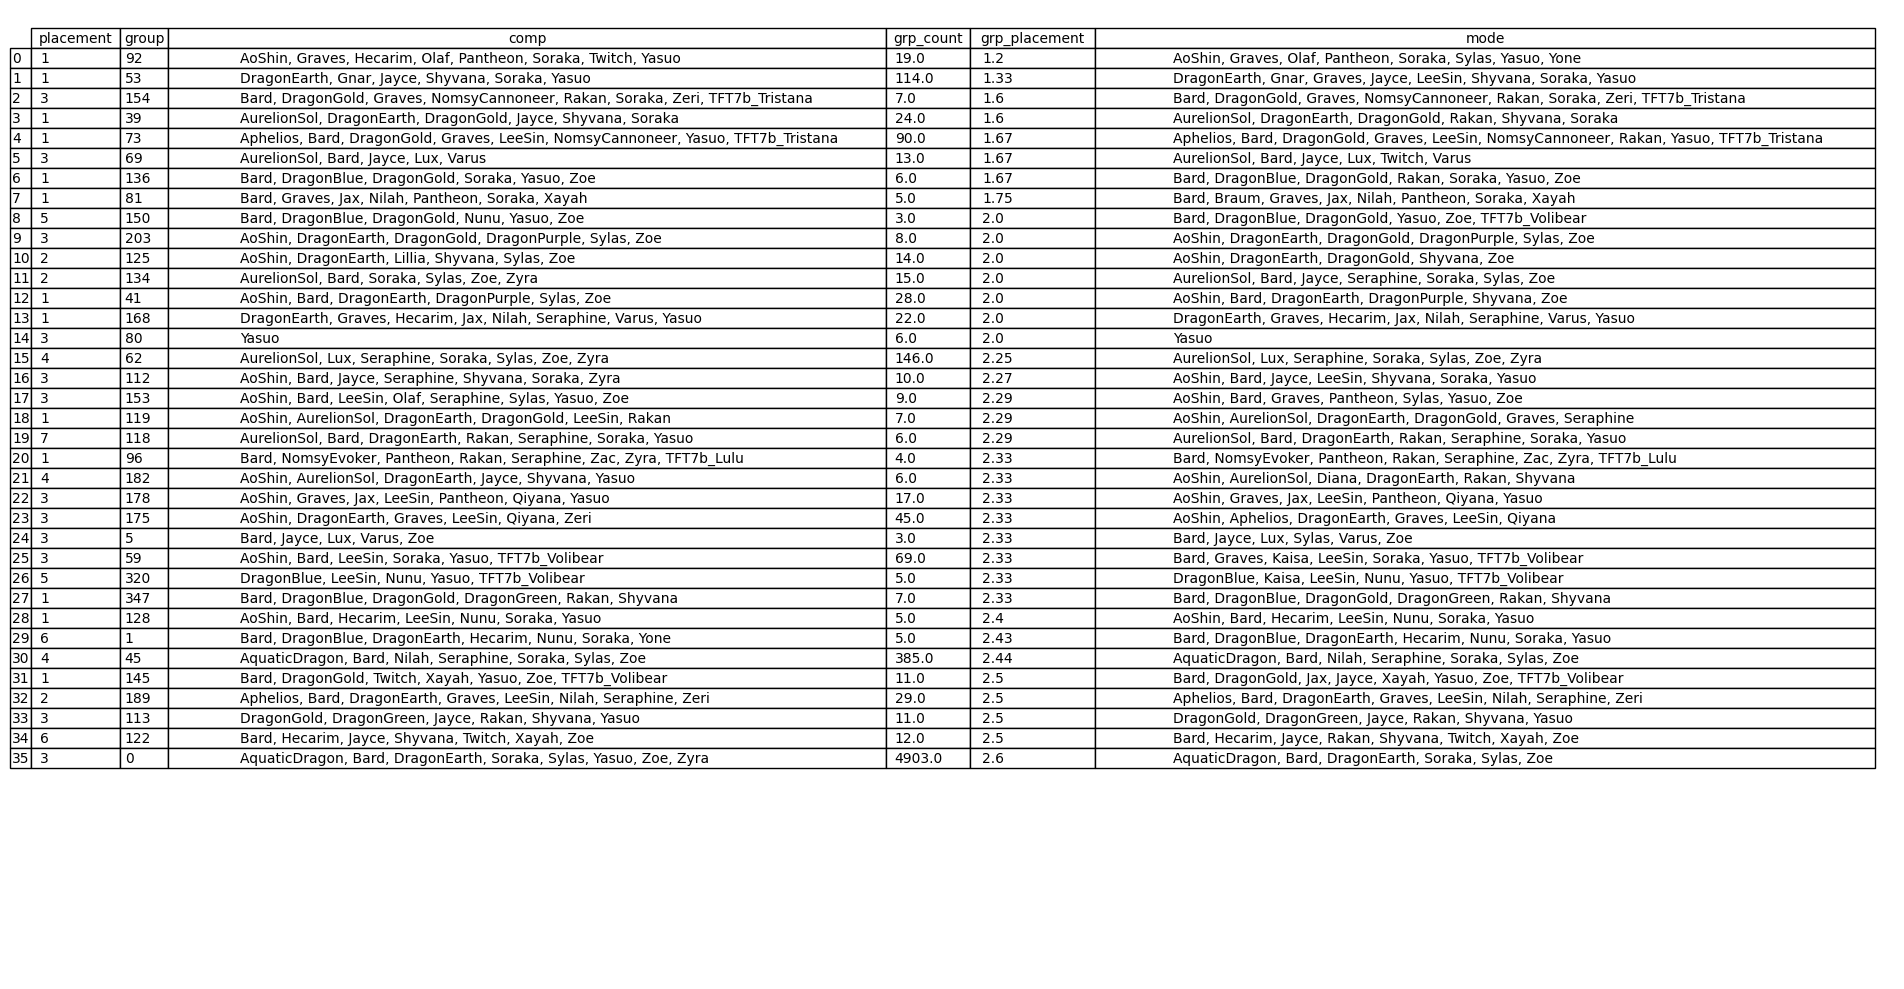 placement group comp grp_count grp_placement mode
0 1 92 AoShin, Graves, Hecarim, Olaf, Pantheon, Soraka, Twitch, Yasuo 19.0 1.2 AoShin, Graves, Olaf, Pantheon, Soraka, Sylas, Yasuo, Yone
1 1 53 DragonEarth, Gnar, Jayce, Shyvana, Soraka, Yasuo 114.0 1.33 DragonEarth, Gnar, Graves, Jayce, LeeSin, Shyvana, Soraka, Yasuo
2 3 154 Bard, DragonGold, Graves, NomsyCannoneer, Rakan, Soraka, Zeri, TFT7b_Tristana 7.0 1.6 Bard, DragonGold, Graves, NomsyCannoneer, Rakan, Soraka, Zeri, TFT7b_Tristana
3 1 39 AurelionSol, DragonEarth, DragonGold, Jayce, Shyvana, Soraka 24.0 1.6 AurelionSol, DragonEarth, DragonGold, Rakan, Shyvana, Soraka
4 1 73 Aphelios, Bard, DragonGold, Graves, LeeSin, NomsyCannoneer, Yasuo, TFT7b_Tristana 90.0 1.67 Aphelios, Bard, DragonGold, Graves, LeeSin, NomsyCannoneer, Rakan, Yasuo, TFT7b_Tristana
5 3 69 AurelionSol, Bard, Jayce, Lux, Varus 13.0 1.67 AurelionSol, Bard, Jayce, Lux, Twitch, Varus
6 1 136 Bard, DragonBlue, DragonGold, Soraka, Yasuo, Zoe 6.0 1.67 Bard, DragonBlue, DragonGold, Rakan, Soraka, Yasuo, Zoe
7 1 81 Bard, Graves, Jax, Nilah, Pantheon, Soraka, Xayah 5.0 1.75 Bard, Braum, Graves, Jax, Nilah, Pantheon, Soraka, Xayah
8 5 150 Bard, DragonBlue, DragonGold, Nunu, Yasuo, Zoe 3.0 2.0 Bard, DragonBlue, DragonGold, Yasuo, Zoe, TFT7b_Volibear
9 3 203 AoShin, DragonEarth, DragonGold, DragonPurple, Sylas, Zoe 8.0 2.0 AoShin, DragonEarth, DragonGold, DragonPurple, Sylas, Zoe
10 2 125 AoShin, DragonEarth, Lillia, Shyvana, Sylas, Zoe 14.0 2.0 AoShin, DragonEarth, DragonGold, Shyvana, Zoe
11 2 134 AurelionSol, Bard, Soraka, Sylas, Zoe, Zyra 15.0 2.0 AurelionSol, Bard, Jayce, Seraphine, Soraka, Sylas, Zoe
12 1 41 AoShin, Bard, DragonEarth, DragonPurple, Sylas, Zoe 28.0 2.0 AoShin, Bard, DragonEarth, DragonPurple, Shyvana, Zoe
13 1 168 DragonEarth, Graves, Hecarim, Jax, Nilah, Seraphine, Varus, Yasuo 22.0 2.0 DragonEarth, Graves, Hecarim, Jax, Nilah, Seraphine, Varus, Yasuo
14 3 80 Yasuo 6.0 2.0 Yasuo
15 4 62 AurelionSol, Lux, Seraphine, Soraka, Sylas, Zoe, Zyra 146.0 2.25 AurelionSol, Lux, Seraphine, Soraka, Sylas, Zoe, Zyra
16 3 112 AoShin, Bard, Jayce, Seraphine, Shyvana, Soraka, Zyra 10.0 2.27 AoShin, Bard, Jayce, LeeSin, Shyvana, Soraka, Yasuo
17 3 153 AoShin, Bard, LeeSin, Olaf, Seraphine, Sylas, Yasuo, Zoe 9.0 2.29 AoShin, Bard, Graves, Pantheon, Sylas, Yasuo, Zoe
18 1 119 AoShin, AurelionSol, DragonEarth, DragonGold, LeeSin, Rakan 7.0 2.29 AoShin, AurelionSol, DragonEarth, DragonGold, Graves, Seraphine
19 7 118 AurelionSol, Bard, DragonEarth, Rakan, Seraphine, Soraka, Yasuo 6.0 2.29 AurelionSol, Bard, DragonEarth, Rakan, Seraphine, Soraka, Yasuo
20 1 96 Bard, NomsyEvoker, Pantheon, Rakan, Seraphine, Zac, Zyra, TFT7b_Lulu 4.0 2.33 Bard, NomsyEvoker, Pantheon, Rakan, Seraphine, Zac, Zyra, TFT7b_Lulu
21 4 182 AoShin, AurelionSol, DragonEarth, Jayce, Shyvana, Yasuo 6.0 2.33 AoShin, AurelionSol, Diana, DragonEarth, Rakan, Shyvana
22 3 178 AoShin, Graves, Jax, LeeSin, Pantheon, Qiyana, Yasuo 17.0 2.33 AoShin, Graves, Jax, LeeSin, Pantheon, Qiyana, Yasuo
23 3 175 AoShin, DragonEarth, Graves, LeeSin, Qiyana, Zeri 45.0 2.33 AoShin, Aphelios, DragonEarth, Graves, LeeSin, Qiyana
24 3 5 Bard, Jayce, Lux, Varus, Zoe 3.0 2.33 Bard, Jayce, Lux, Sylas, Varus, Zoe
25 3 59 AoShin, Bard, LeeSin, Soraka, Yasuo, TFT7b_Volibear 69.0 2.33 Bard, Graves, Kaisa, LeeSin, Soraka, Yasuo, TFT7b_Volibear
26 5 320 DragonBlue, LeeSin, Nunu, Yasuo, TFT7b_Volibear 5.0 2.33 DragonBlue, Kaisa, LeeSin, Nunu, Yasuo, TFT7b_Volibear
27 1 347 Bard, DragonBlue, DragonGold, DragonGreen, Rakan, Shyvana 7.0 2.33 Bard, DragonBlue, DragonGold, DragonGreen, Rakan, Shyvana
28 1 128 AoShin, Bard, Hecarim, LeeSin, Nunu, Soraka, Yasuo 5.0 2.4 AoShin, Bard, Hecarim, LeeSin, Nunu, Soraka, Yasuo
29 6 1 Bard, DragonBlue, DragonEarth, Hecarim, Nunu, Soraka, Yone 5.0 2.43 Bard, DragonBlue, DragonEarth, Hecarim, Nunu, Soraka, Yasuo
30 4 45 AquaticDragon, Bard, Nilah, Seraphine, Soraka, Sylas, Zoe 385.0 2.44 AquaticDragon, Bard, Nilah, Seraphine, Soraka, Sylas, Zoe
31 1 145 Bard, DragonGold, Twitch, Xayah, Yasuo, Zoe, TFT7b_Volibear 11.0 2.5 Bard, DragonGold, Jax, Jayce, Xayah, Yasuo, Zoe, TFT7b_Volibear
32 2 189 Aphelios, Bard, DragonEarth, Graves, LeeSin, Nilah, Seraphine, Zeri 29.0 2.5 Aphelios, Bard, DragonEarth, Graves, LeeSin, Nilah, Seraphine, Zeri
33 3 113 DragonGold, DragonGreen, Jayce, Rakan, Shyvana, Yasuo 11.0 2.5 DragonGold, DragonGreen, Jayce, Rakan, Shyvana, Yasuo
34 6 122 Bard, Hecarim, Jayce, Shyvana, Twitch, Xayah, Zoe 12.0 2.5 Bard, Hecarim, Jayce, Rakan, Shyvana, Twitch, Xayah, Zoe
35 3 0 AquaticDragon, Bard, DragonEarth, Soraka, Sylas, Yasuo, Zoe, Zyra 4903.0 2.6 AquaticDragon, Bard, DragonEarth, Soraka, Sylas, Zoe